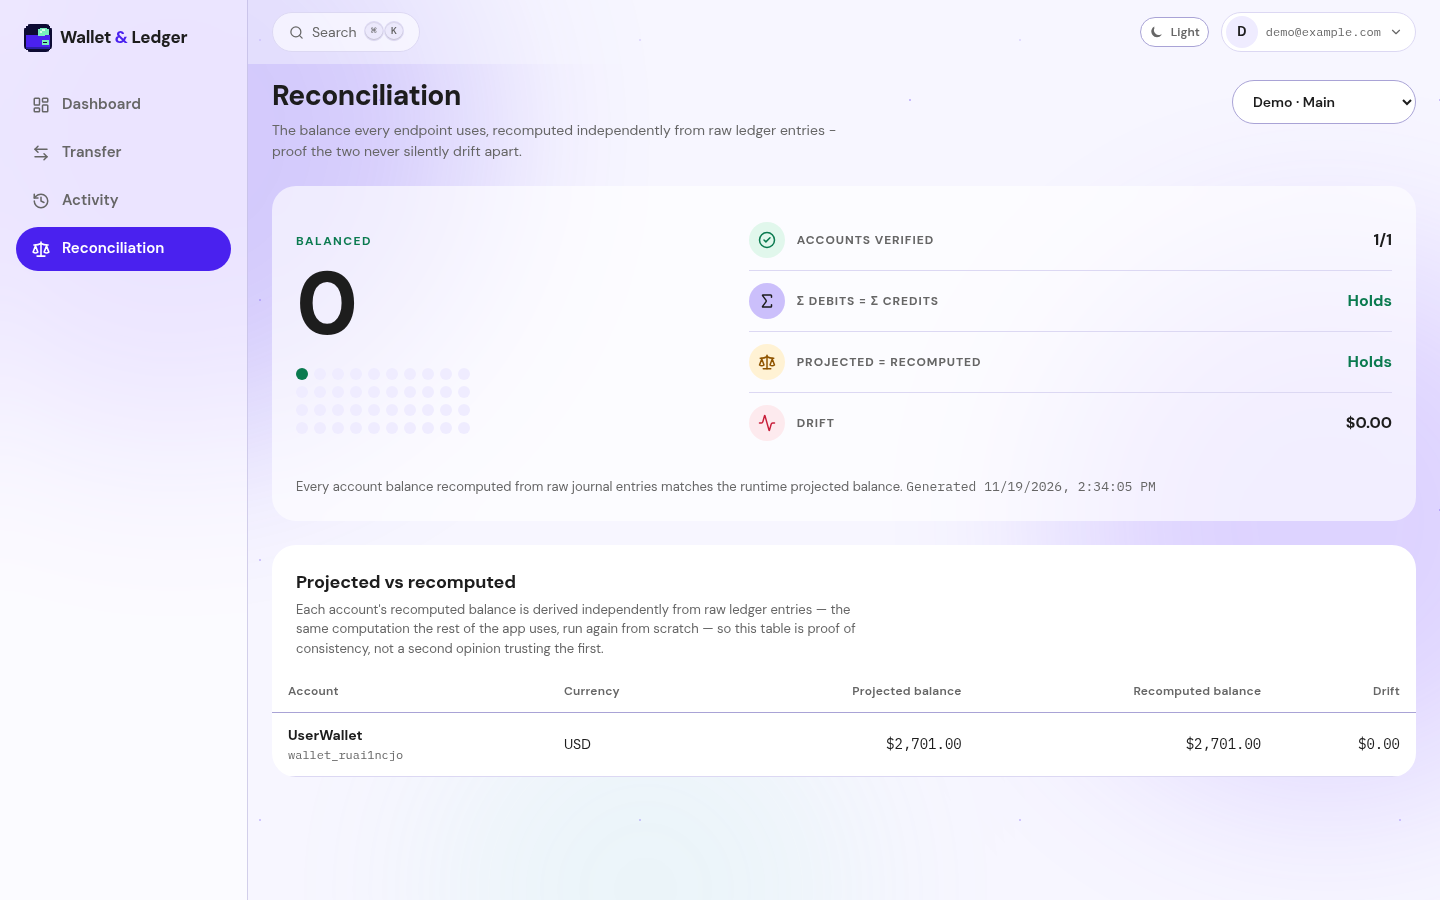 Wallet & Ledger
Search ⌘ K
Light
D demo@example.com
Dashboard
Transfer
Activity
Reconciliation
Reconciliation
The balance every endpoint uses, recomputed independently from raw ledger entries –
proof the two never silently drift apart.
Demo · Main
BALANCED
0
ACCOUNTS VERIFIED 1/1
Σ DEBITS = Σ CREDITS Holds
PROJECTED = RECOMPUTED Holds
DRIFT $0.00
Every account balance recomputed from raw journal entries matches the runtime projected balance. Generated 11/19/2026, 2:34:05 PM
Projected vs recomputed
Each account's recomputed balance is derived independently from raw ledger entries — the
same computation the rest of the app uses, run again from scratch — so this table is proof of
consistency, not a second opinion trusting the first.
Account Currency Projected balance Recomputed balance Drift
UserWallet USD $2,701.00 $2,701.00 $0.00
wallet_ruai1ncjo